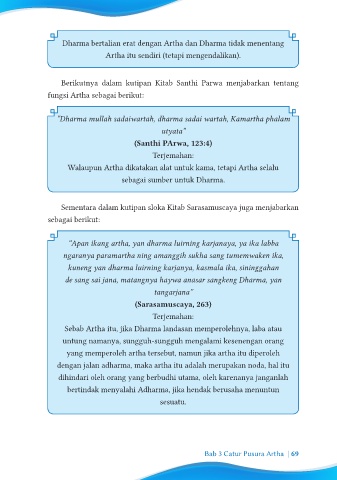 Dharma bertalian erat dengan Artha dan Dharma tidak menentang
Artha itu sendiri (tetapi mengendalikan).
Berikutnya dalam kutipan Kitab Santhi Parwa menjabarkan tentang
fungsi Artha sebagai berikut:
"Dharma mullah sadaiwartah, dharma sadai wartah, Kamartha phalam
utyata"
(Santhi PArwa, 123:4)
Terjemahan:
Walaupun Artha dikatakan alat untuk kama, tetapi Artha selalu
sebagai sumber untuk Dharma.
Sementara dalam kutipan sloka Kitab Sarasamuscaya juga menjabarkan
sebagai berikut:
"Apan ikang artha, yan dharma luirning karjanaya, ya ika labha
ngaranya paramartha ning amanggih sukha sang tumemwaken ika,
kuneng yan dharma luirning karjanya, kasmala ika, sininggahan
de sang sai jana, matangnya haywa anasar sangkeng Dharma, yan
tangarjana"
(Sarasamuscaya, 263)
Terjemahan:
Sebab Artha itu, jika Dharma landasan memperolehnya, laba atau
untung namanya, sungguh-sungguh mengalami kesenengan orang
yang memperoleh artha tersebut, namun jika artha itu diperoleh
dengan jalan adharma, maka artha itu adalah merupakan noda, hal itu
dihindari oleh orang yang berbudhi utama, oleh karenanya janganlah
bertindak menyalahi Adharma, jika hendak berusaha menuntun
sesuatu.
Bab 3 Catur Pusura Artha | 69